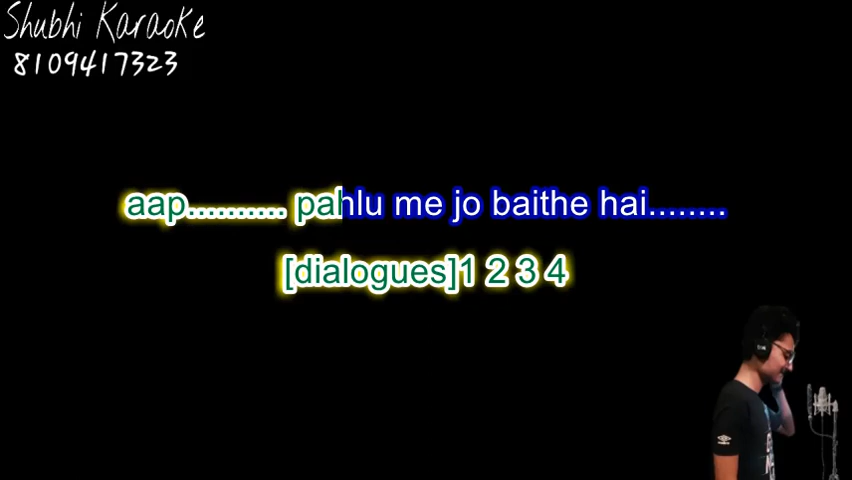 Shubhi Karaoke
8109417323
aap.......... pahlu me jo baithe hai........
[dialogues]1 2 3 4